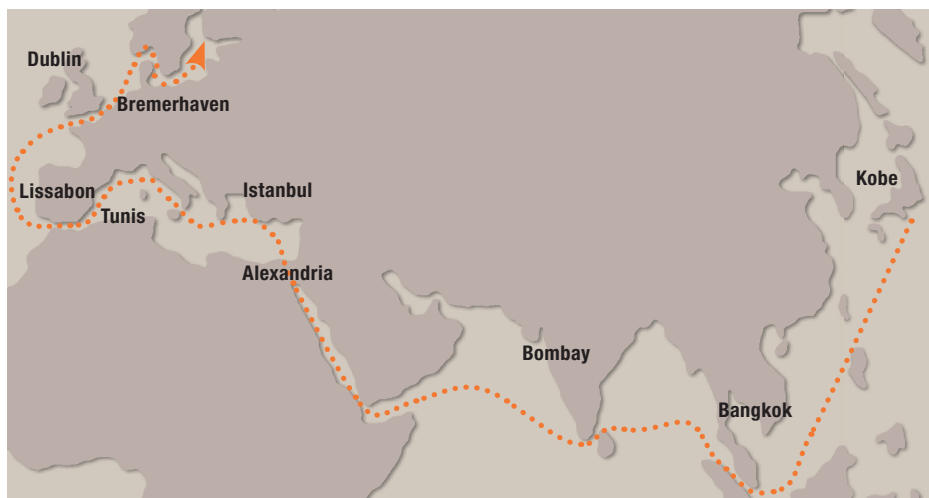 Dublin
Bremerhaven
Kobe
Lissabon
Istanbul
Tunis
Alexandria
Bombay
Bangkok